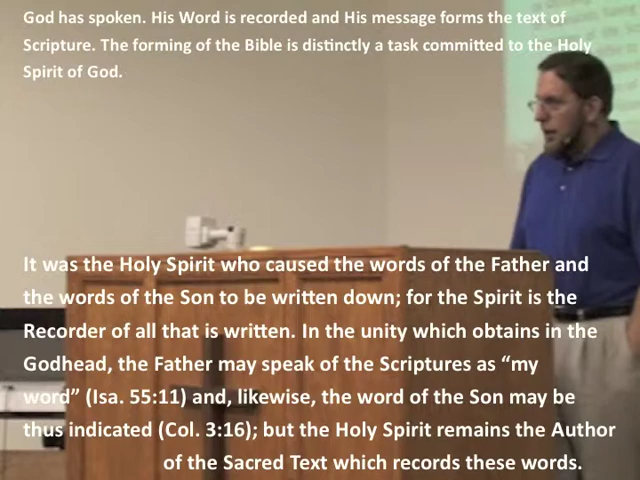 God has spoken. His Word is recorded and His message forms the text of
Scripture. The forming of the Bible is distinctly a task committed to the Holy
Spirit of God.
It was the Holy Spirit who caused the words of the Father and
the words of the Son to be written down; for the Spirit is the
Recorder of all that is written. In the unity which obtains in the
Godhead, the Father may speak of the Scriptures as “my
word” (Isa. 55:11) and, likewise, the word of the Son may be
thus indicated (Col. 3:16); but the Holy Spirit remains the Author
of the Sacred Text which records these words.